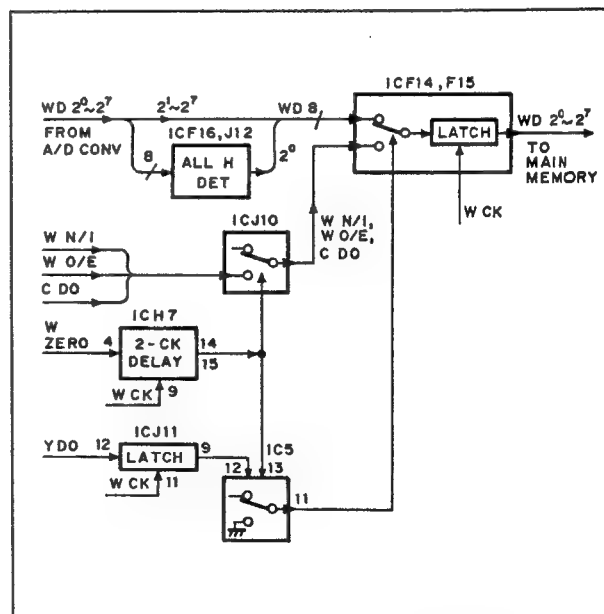 ICF14, F15
WD 2⁰~2⁷
2¹~2⁷
WD 8
WD 2⁰~2⁷
FROM
A/D CONV
ICF16, J12
LATCH
TO
MAIN
MEMORY
8
ALL H
DET
2⁰
W CK
ICJ10
W N/I,
W O/E,
C DO
W N/I
W O/E
C DO
W
ZERO
ICH7
4
2-CK
DELAY
14
15
W CK
9
ICJ11
IC5
YDO
12
LATCH
9
12
13
W CK
11
11